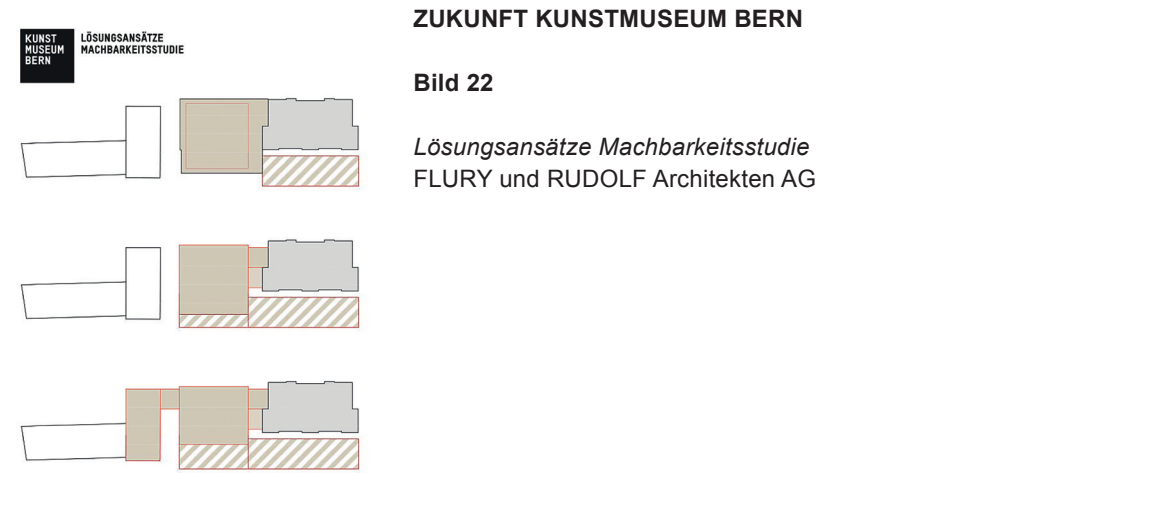 KUNST
MUSEUM
BERN
LÖSUNGSANSÄTZE
MACHBARKEITSSTUDIE
ZUKUNFT KUNSTMUSEUM BERN
Bild 22
Lösungsansätze Machbarkeitsstudie
FLURY und RUDOLF Architekten AG